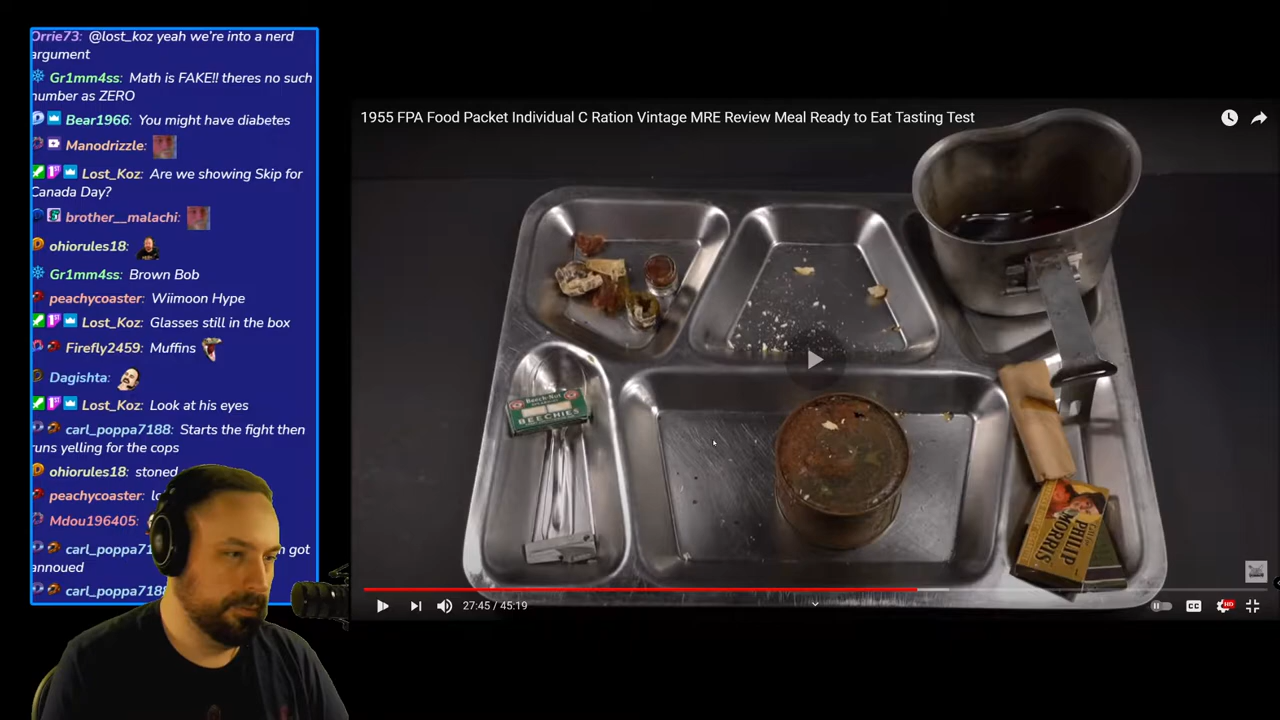 Orrie73: @lost_koz yeah we're into a nerd
argument
Gr1mm4ss: Math is FAKE!! theres no such
number as ZERO
Bear1966: You might have diabetes
Manodrizzle:
Lost_Koz: Are we showing Skip for
Canada Day?
brother__malachi:
ohiorules18:
Gr1mm4ss: Brown Bob
peachycoaster: Wiimoon Hype
Lost_Koz: Glasses still in the box
Firefly2459: Muffins
Dagishta:
Lost_Koz: Look at his eyes
carl_poppa7188: Starts the fight then
runs yelling for the cops
ohiorules18: stoned
peachycoaster:
Mdou196405:
got
annoued
1955 FPA Food Packet Individual C Ration Vintage MRE Review Meal Ready to Eat Tasting Test
Beech-Nut
BEECHIES
PHILIP
MORRIS
27:45 / 45:19
CC
HD